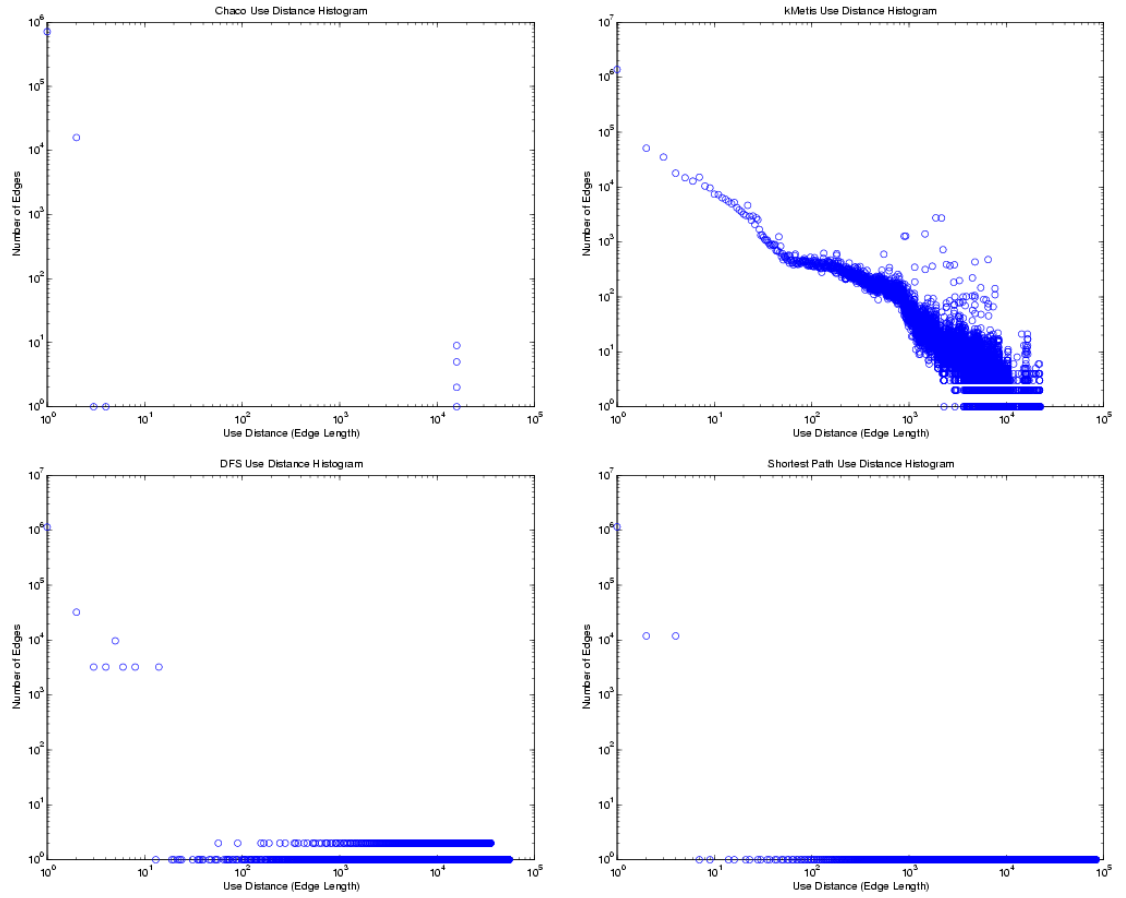 Chaco Use Distance Histogram
10^6
10^5
10^4
10^3
10^2
10^1
10^0
Number of Edges
10^0 10^1 10^2 10^3 10^4 10^5
Use Distance (Edge Length)
kMetis Use Distance Histogram
10^7
10^6
10^5
10^4
10^3
10^2
10^1
10^0
Number of Edges
10^0 10^1 10^2 10^3 10^4 10^5
Use Distance (Edge Length)
DFS Use Distance Histogram
10^7
10^6
10^5
10^4
10^3
10^2
10^1
10^0
Number of Edges
10^0 10^1 10^2 10^3 10^4 10^5
Use Distance (Edge Length)
Shortest Path Use Distance Histogram
10^7
10^6
10^5
10^4
10^3
10^2
10^1
10^0
Number of Edges
10^0 10^1 10^2 10^3 10^4 10^5
Use Distance (Edge Length)